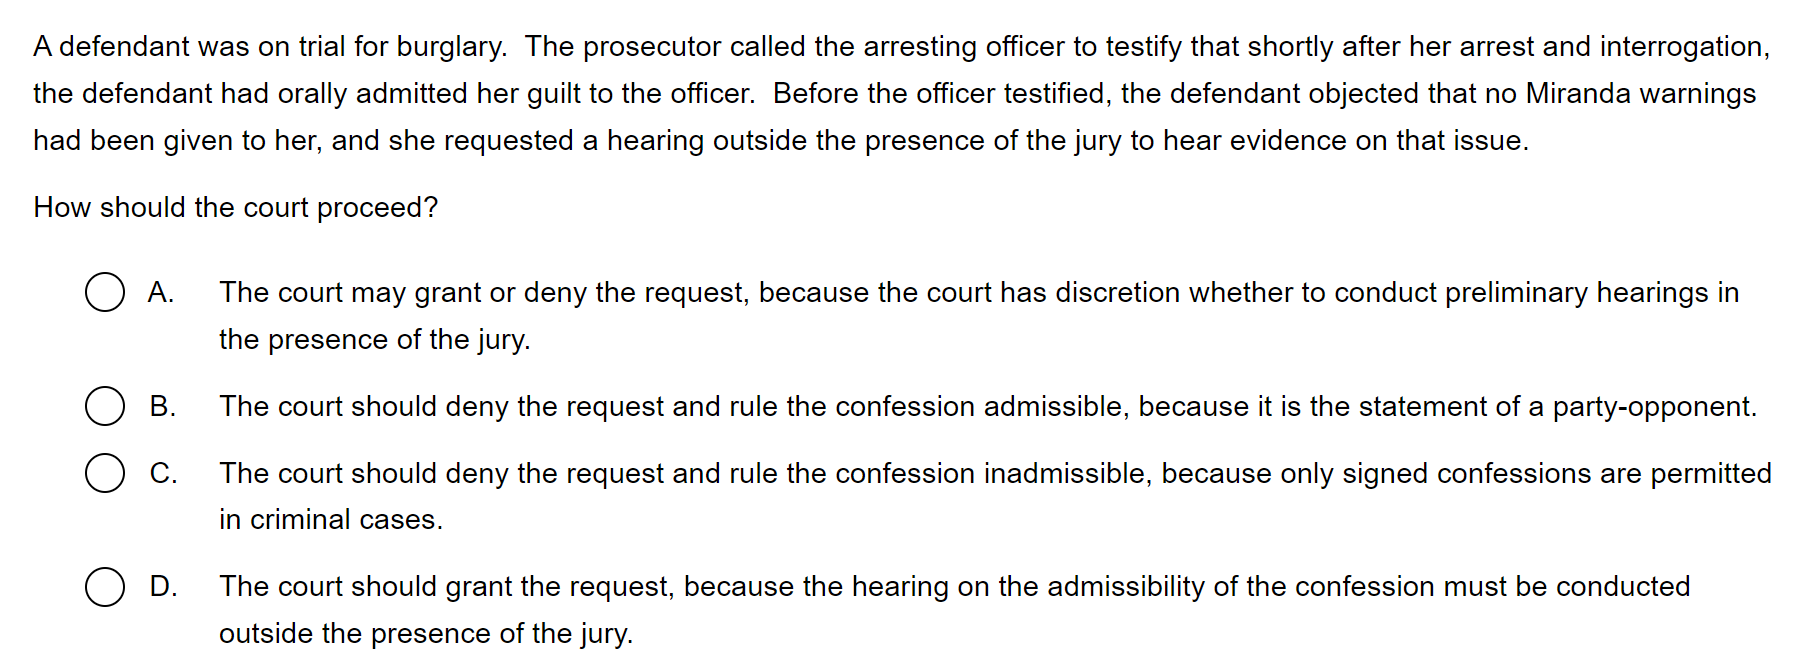 A defendant was on trial for burglary.  The prosecutor called the arresting officer to testify that shortly after her arrest and interrogation,
the defendant had orally admitted her guilt to the officer.  Before the officer testified, the defendant objected that no Miranda warnings
had been given to her, and she requested a hearing outside the presence of the jury to hear evidence on that issue.
How should the court proceed?
A. The court may grant or deny the request, because the court has discretion whether to conduct preliminary hearings in
the presence of the jury.
B. The court should deny the request and rule the confession admissible, because it is the statement of a party-opponent.
C. The court should deny the request and rule the confession inadmissible, because only signed confessions are permitted
in criminal cases.
D. The court should grant the request, because the hearing on the admissibility of the confession must be conducted
outside the presence of the jury.